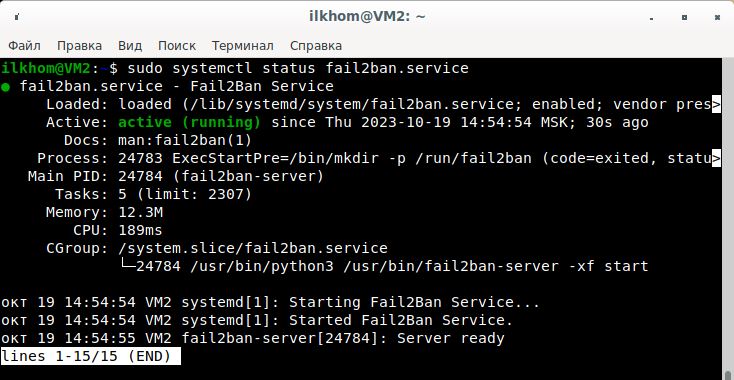 ilkhom@VM2: ~
Файл Правка Вид Поиск Терминал Справка
ilkhom@VM2:~$ sudo systemctl status fail2ban.service
● fail2ban.service - Fail2Ban Service
     Loaded: loaded (/lib/systemd/system/fail2ban.service; enabled; vendor pres>
     Active: active (running) since Thu 2023-10-19 14:54:54 MSK; 30s ago
       Docs: man:fail2ban(1)
    Process: 24783 ExecStartPre=/bin/mkdir -p /run/fail2ban (code=exited, statu>
   Main PID: 24784 (fail2ban-server)
      Tasks: 5 (limit: 2307)
     Memory: 12.3M
        CPU: 189ms
     CGroup: /system.slice/fail2ban.service
             └─24784 /usr/bin/python3 /usr/bin/fail2ban-server -xf start
окт 19 14:54:54 VM2 systemd[1]: Starting Fail2Ban Service...
окт 19 14:54:54 VM2 systemd[1]: Started Fail2Ban Service.
окт 19 14:54:55 VM2 fail2ban-server[24784]: Server ready
lines 1-15/15 (END)